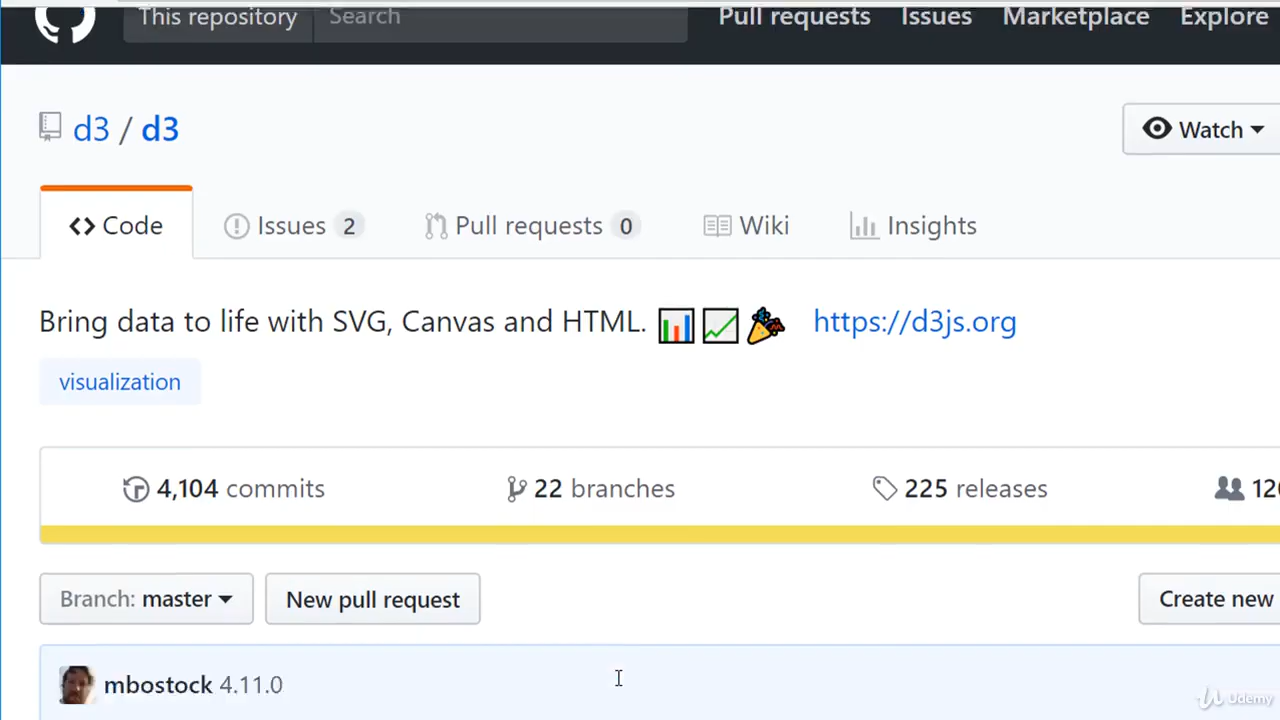 This repository Search Pull requests Issues Marketplace Explore
d3 / d3 Watch
Code Issues 2 Pull requests 0 Wiki Insights
Bring data to life with SVG, Canvas and HTML. https://d3js.org
visualization
4,104 commits 22 branches 225 releases
Branch: master New pull request Create new
mbostock 4.11.0
Udemy